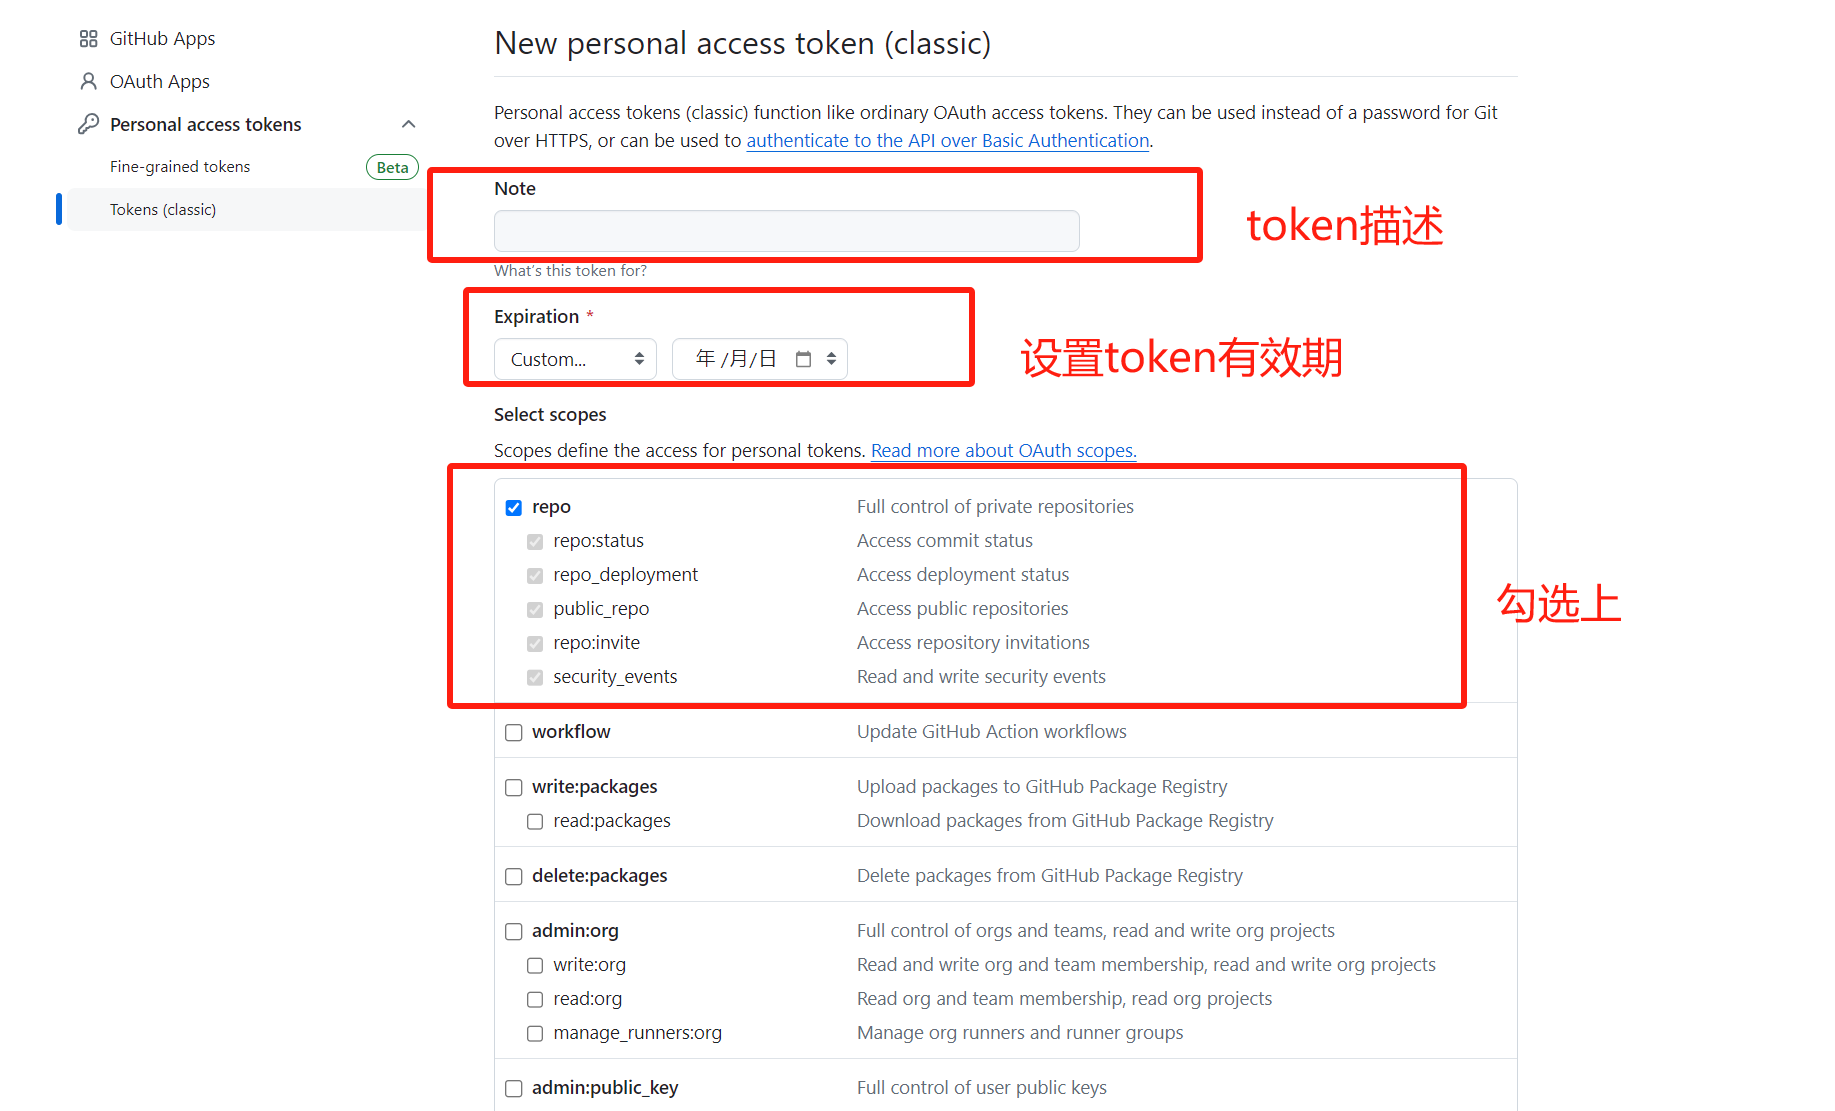 GitHub Apps
OAuth Apps
Personal access tokens
Fine-grained tokens
Beta
Tokens (classic)
New personal access token (classic)
Personal access tokens (classic) function like ordinary OAuth access tokens. They can be used instead of a password for Git
over HTTPS, or can be used to authenticate to the API over Basic Authentication.
Note
token描述
What's this token for?
Expiration *
Custom...
年 /月/日
设置token有效期
Select scopes
Scopes define the access for personal tokens. Read more about OAuth scopes.
repo Full control of private repositories
repo:status Access commit status
repo_deployment Access deployment status
public_repo Access public repositories
勾选上
repo:invite Access repository invitations
security_events Read and write security events
workflow Update GitHub Action workflows
write:packages Upload packages to GitHub Package Registry
read:packages Download packages from GitHub Package Registry
delete:packages Delete packages from GitHub Package Registry
admin:org Full control of orgs and teams, read and write org projects
write:org Read and write org and team membership, read and write org projects
read:org Read org and team membership, read org projects
manage_runners:org Manage org runners and runner groups
admin:public_key Full control of user public keys